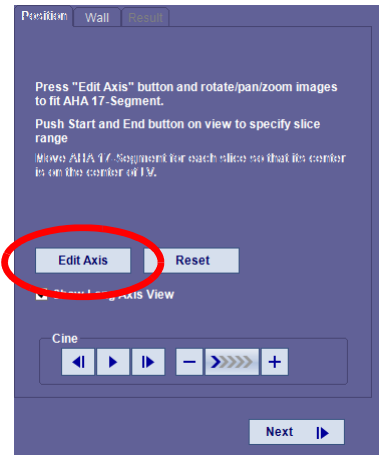 Position Wall Result
Press "Edit Axis" button and rotate/pan/zoom images
to fit AHA 17-Segment.
Push Start and End button on view to specify slice
range
Move AHA 17-Segment for each slice so that its center
is on the center of LV.
Edit Axis Reset
Show Long Axis View
Cine
Next